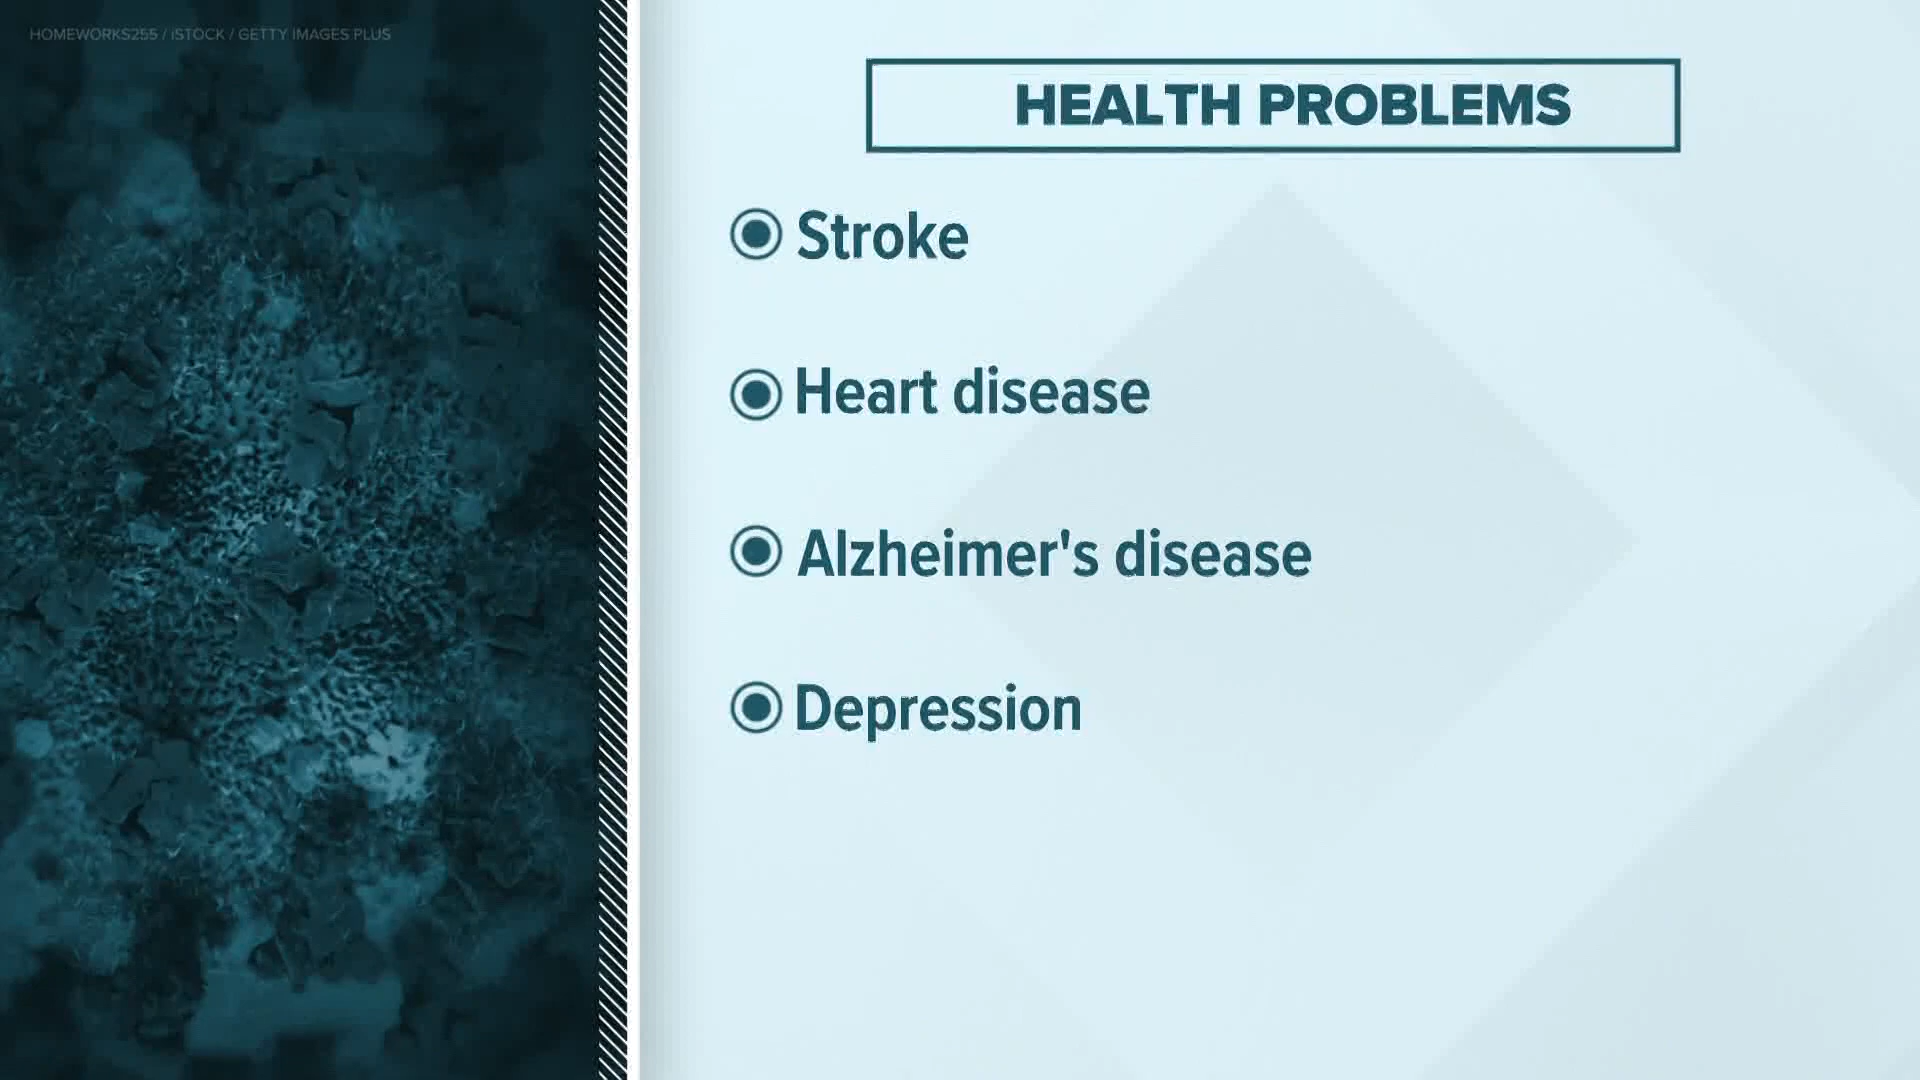 HOMEWORKS255 / iSTOCK / GETTY IMAGES PLUS
HEALTH PROBLEMS
Stroke
Heart disease
Alzheimer's disease
Depression